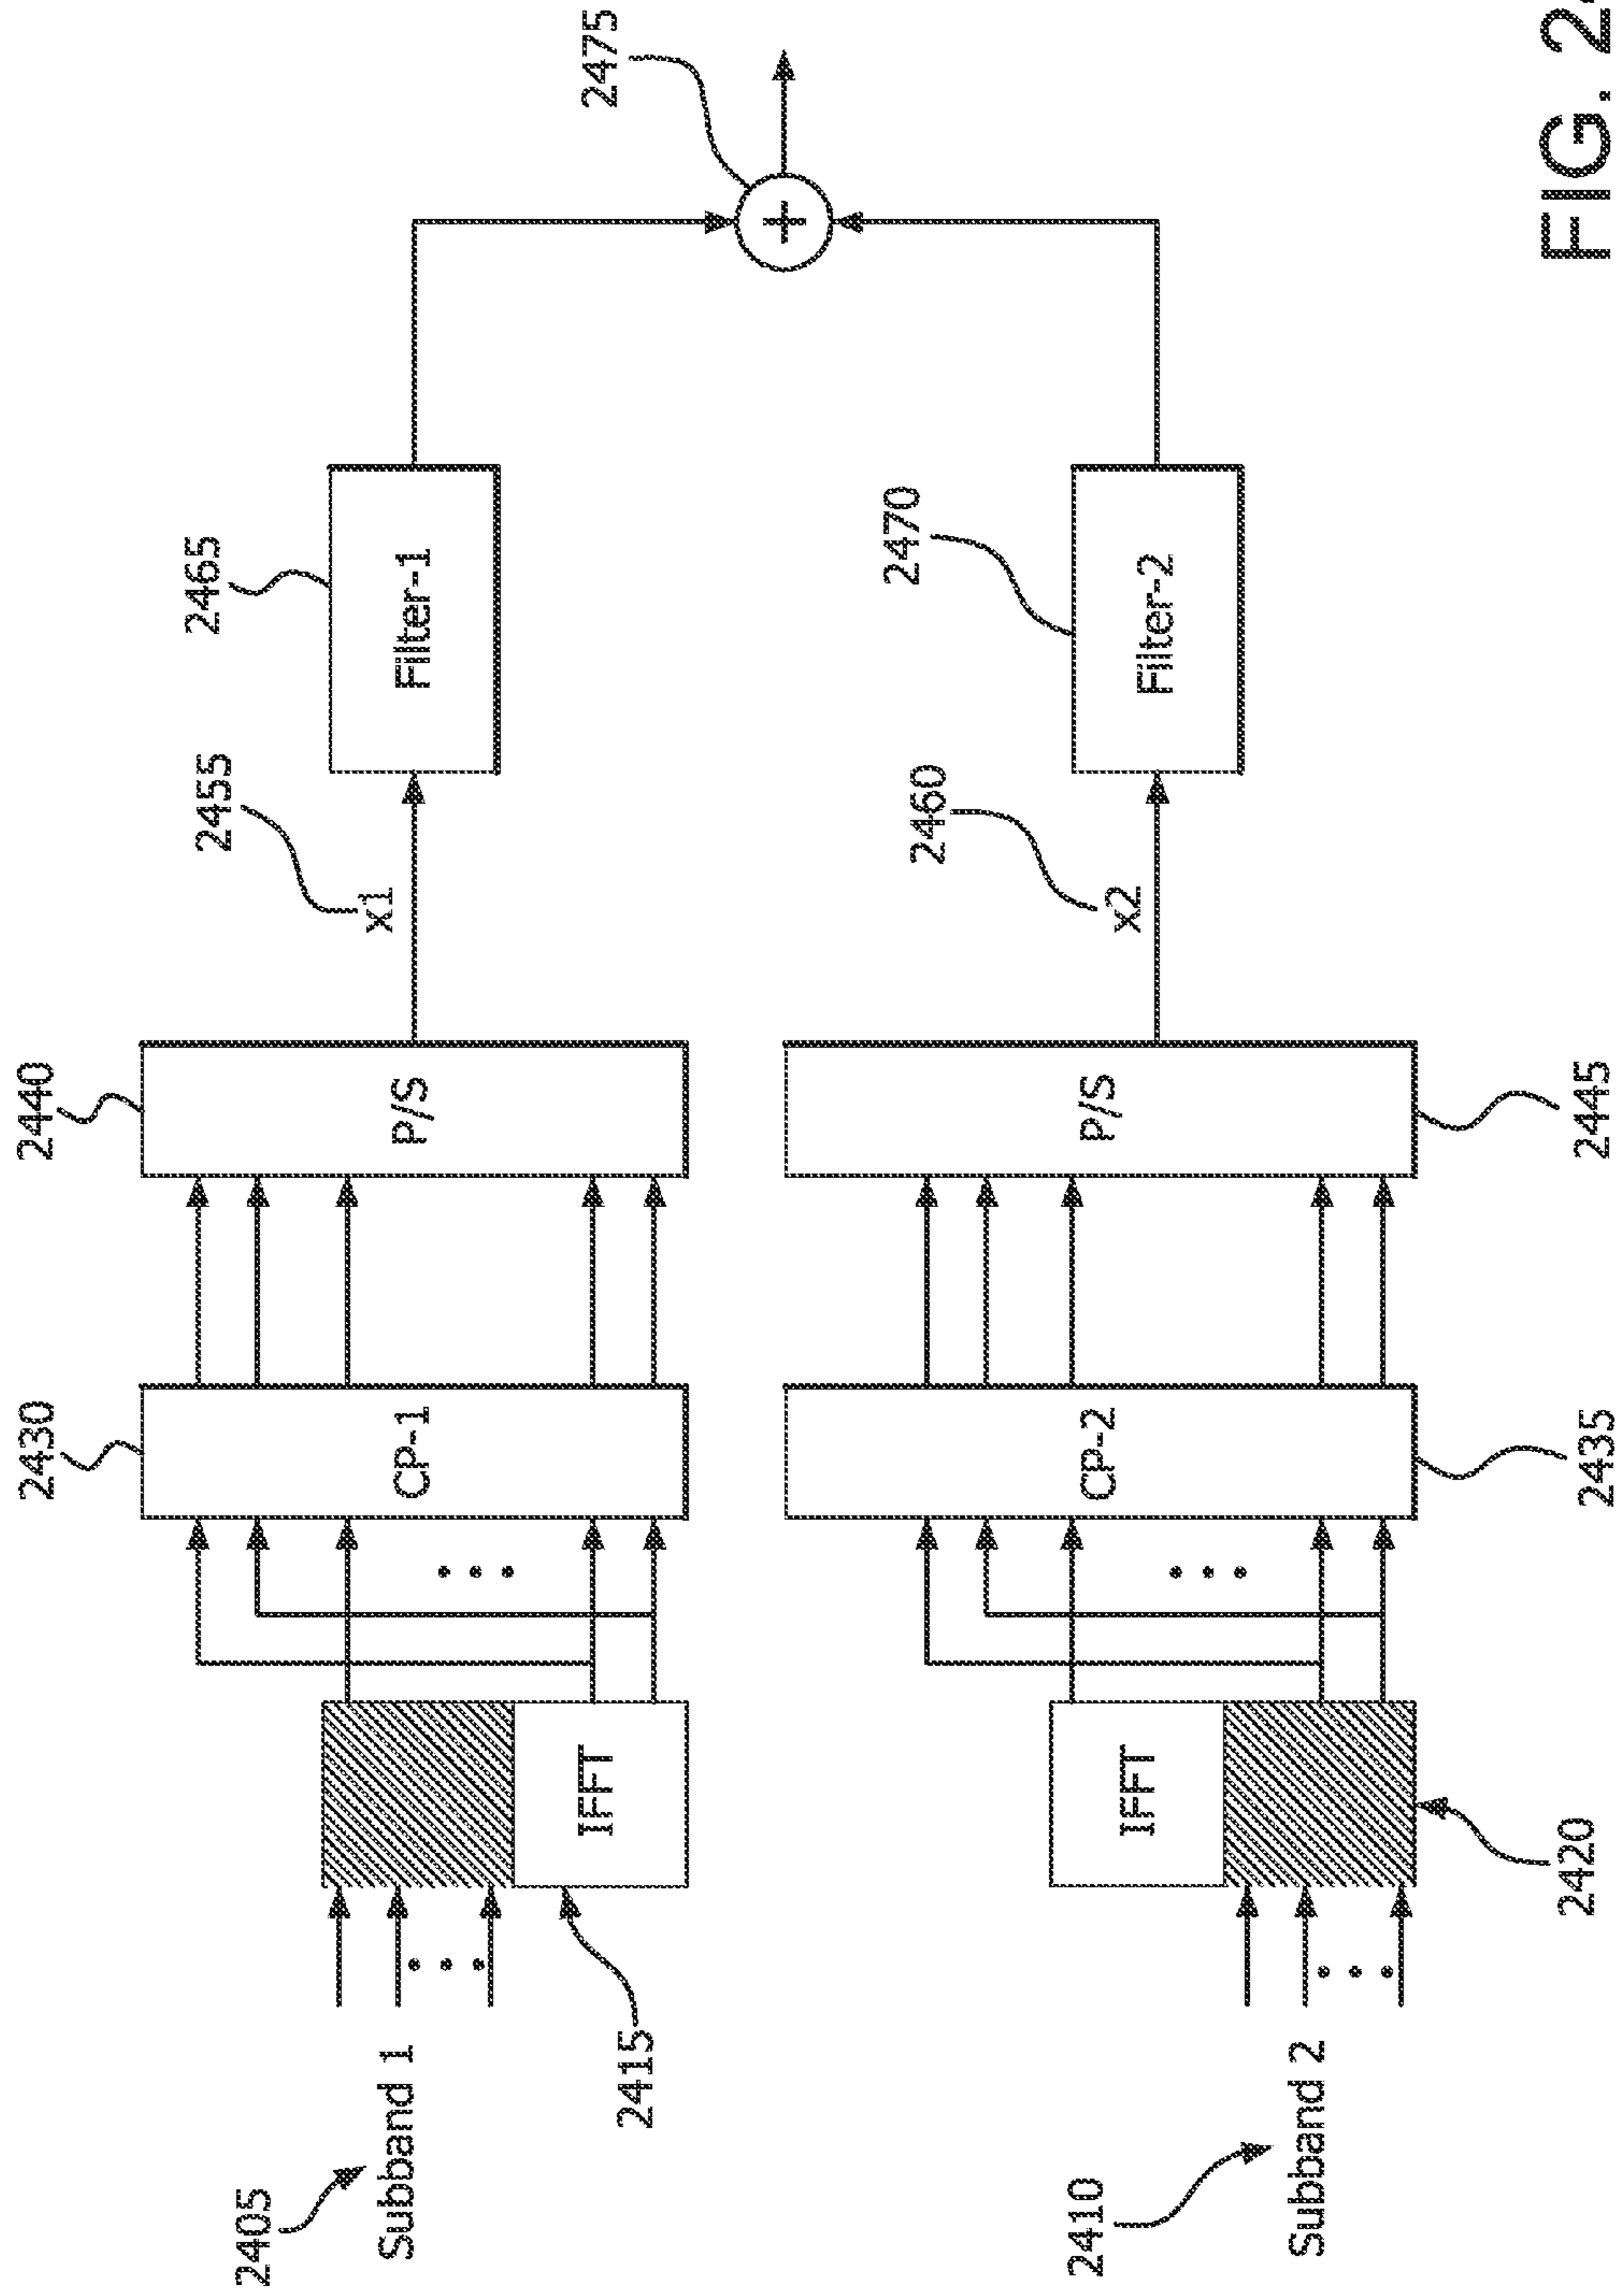 2405
Subband 1
2415
IFFT
2430
CP-1
2440
P/S
2455
x1
2465
Filter-1
2475
+
2410
Subband 2
2420
IFFT
2435
CP-2
2445
P/S
2460
x2
2470
Filter-2
FIG.